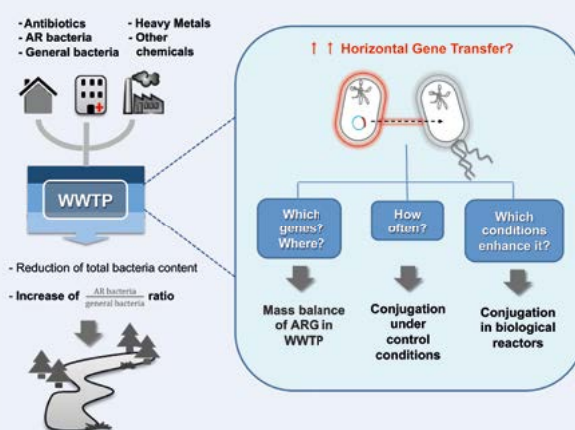 - Antibiotics
- AR bacteria
- General bacteria
- Heavy Metals
- Other
chemicals
WWTP
- Reduction of total bacteria content
- Increase of AR bacteria / general bacteria ratio
↑ ↑ Horizontal Gene Transfer?
Which
genes?
Where?
How
often?
Which
conditions
enhance it?
Mass balance
of ARG in
WWTP
Conjugation
under
control
conditions
Conjugation
in biological
reactors